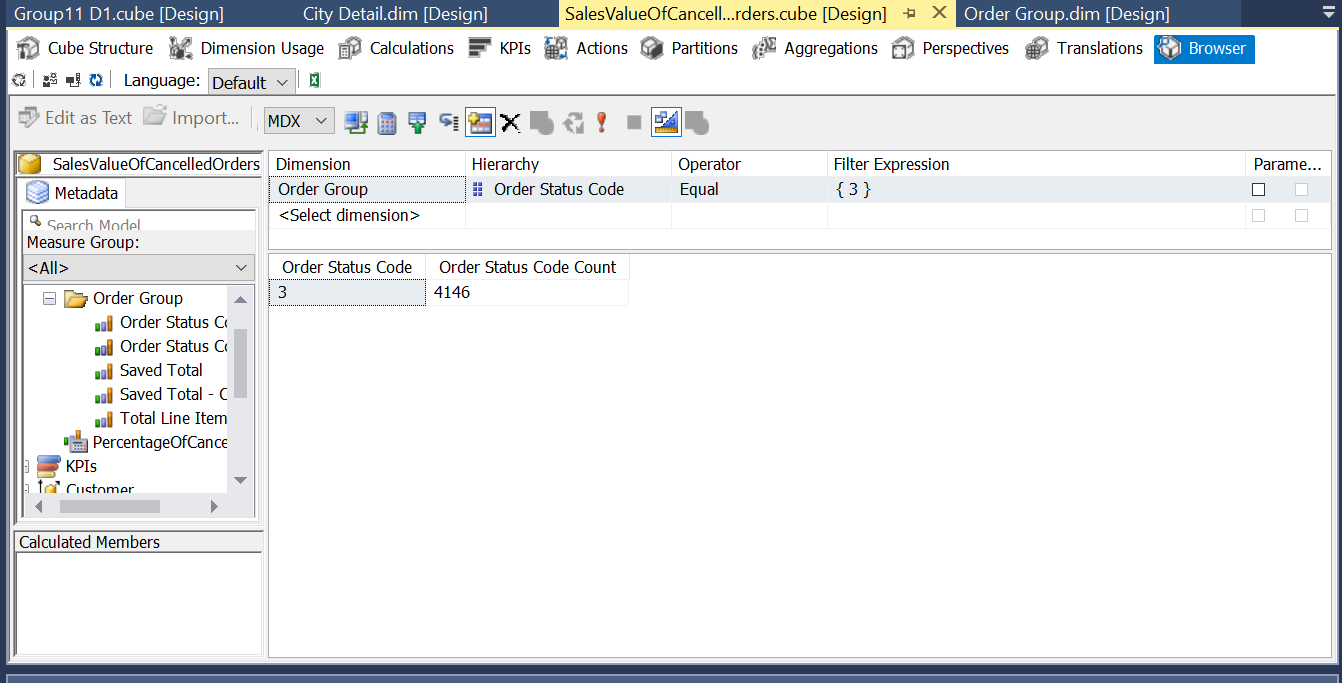 Group11 D1.cube [Design] City Detail.dim [Design] SalesValueOfCancell...rders.cube [Design] Order Group.dim [Design]
Cube Structure Dimension Usage Calculations KPIs Actions Partitions Aggregations Perspectives Translations Browser
Language: Default
Edit as Text Import... MDX
SalesValueOfCancelledOrders
Metadata
Search Model
Measure Group:
<All>
Order Group
Order Status Co
Order Status Co
Saved Total
Saved Total - C
Total Line Item
PercentageOfCance
KPIs
Customer
Calculated Members
Dimension Hierarchy Operator Filter Expression Parame...
Order Group Order Status Code Equal { 3 }
<Select dimension>
Order Status Code Order Status Code Count
3 4146